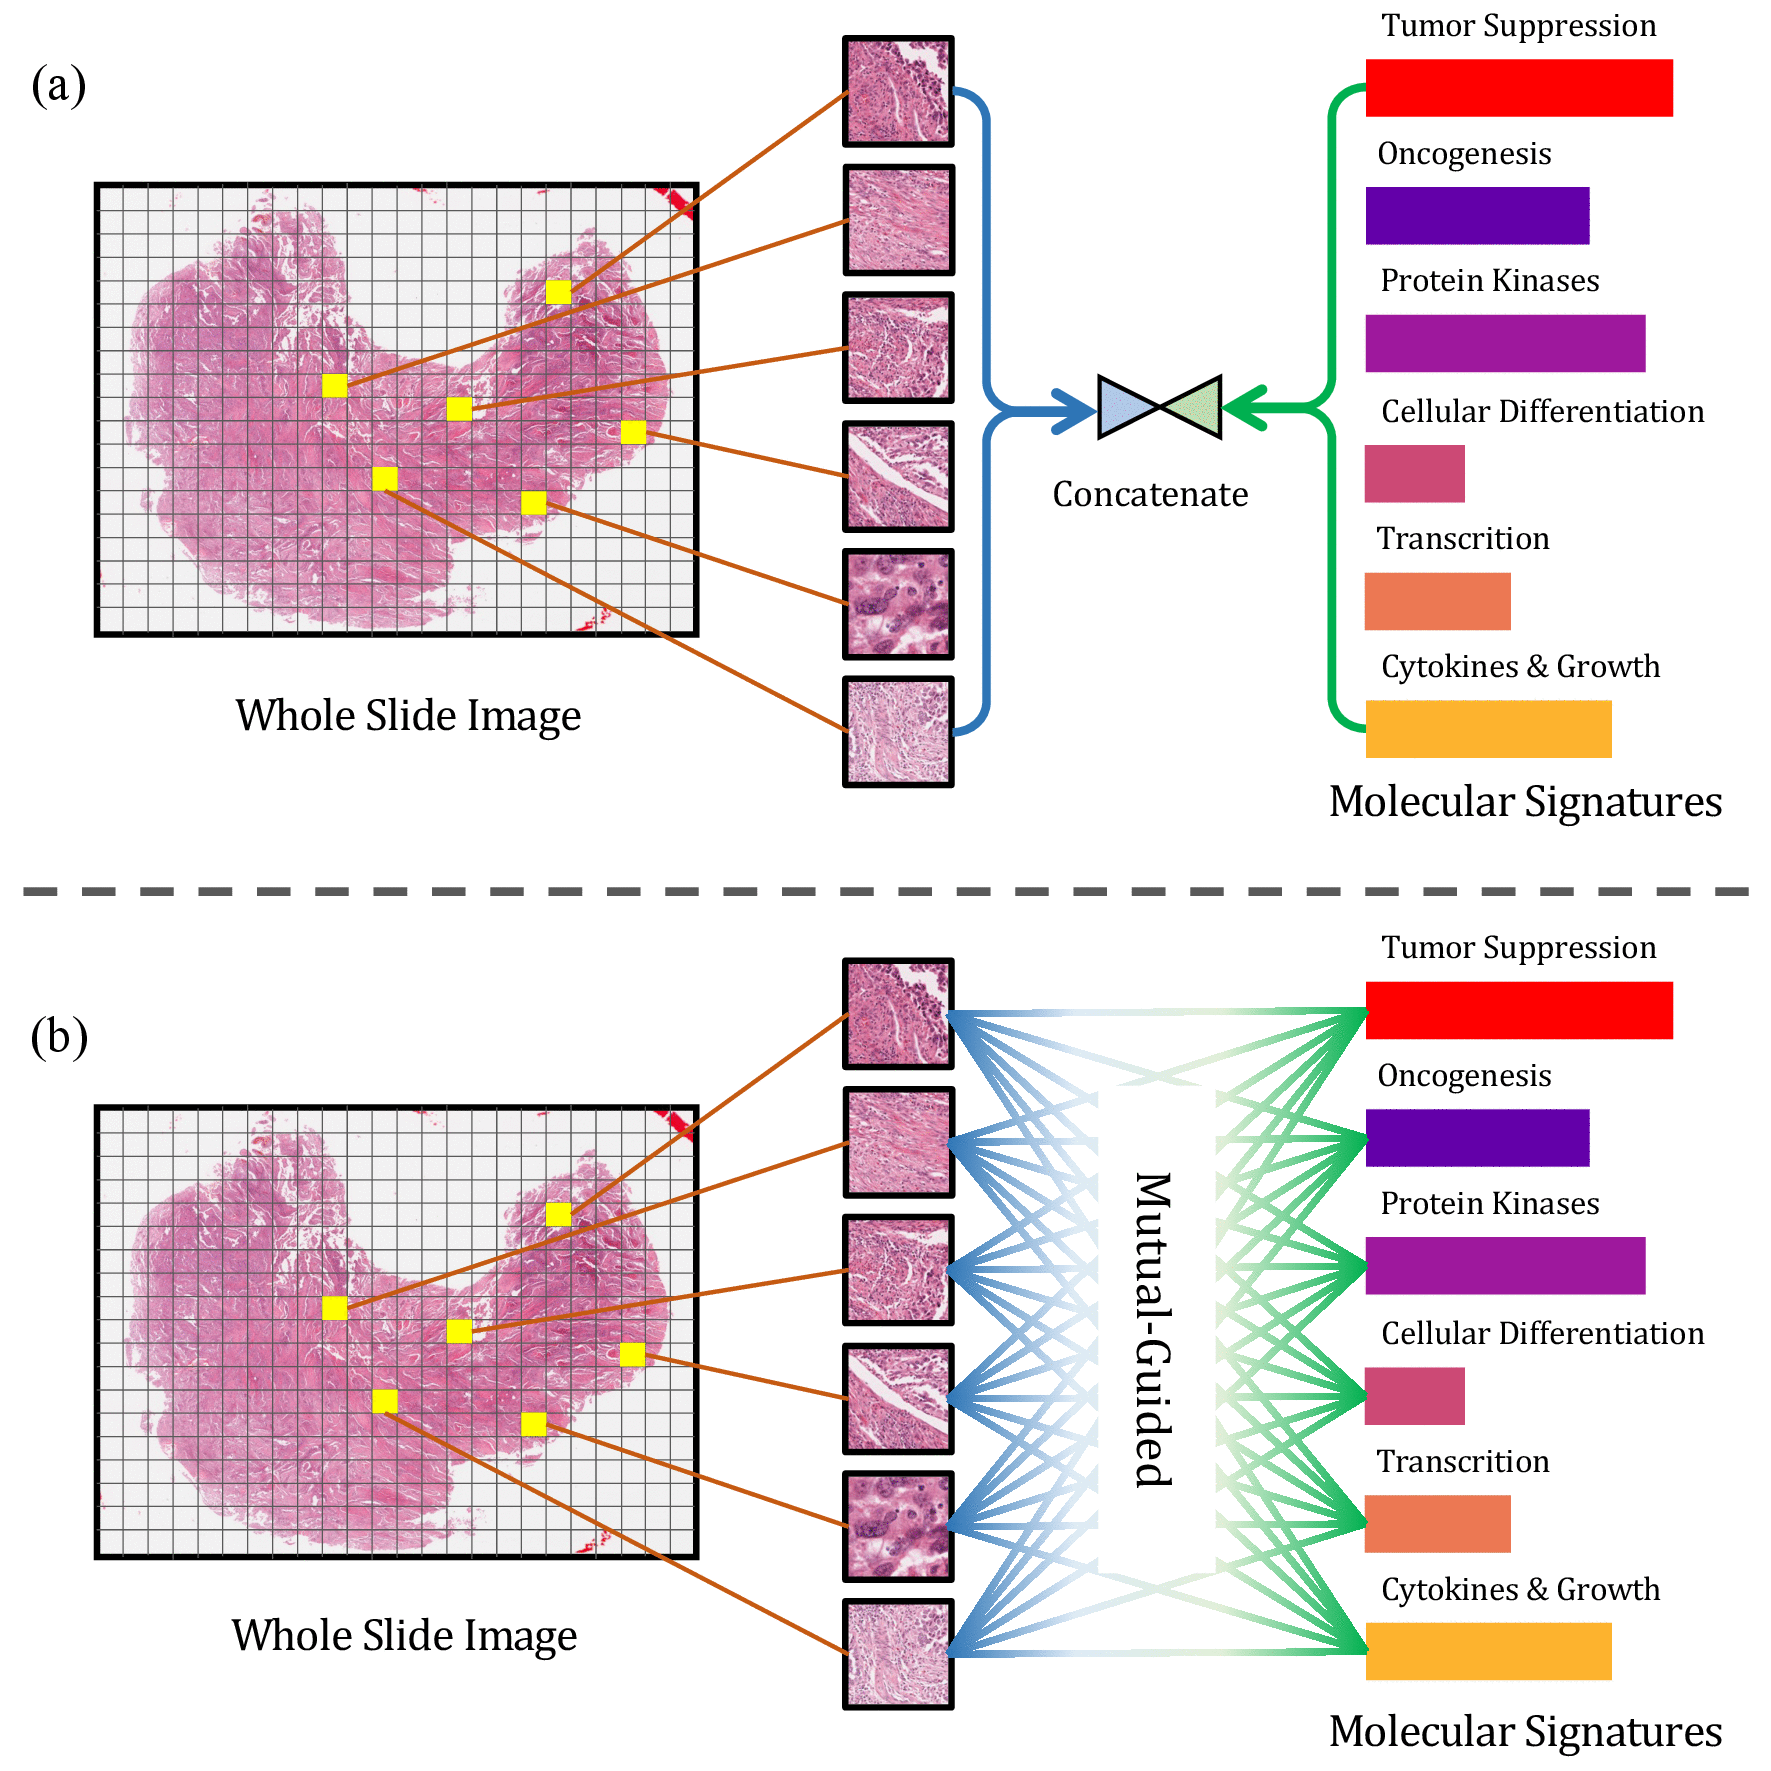 (a)
Tumor Suppression
Oncogenesis
Protein Kinases
Cellular Differentiation
Concatenate
Transcrition
Cytokines & Growth
Whole Slide Image
Molecular Signatures
(b)
Tumor Suppression
Oncogenesis
Protein Kinases
Mutual-Guided
Cellular Differentiation
Transcrition
Cytokines & Growth
Whole Slide Image
Molecular Signatures